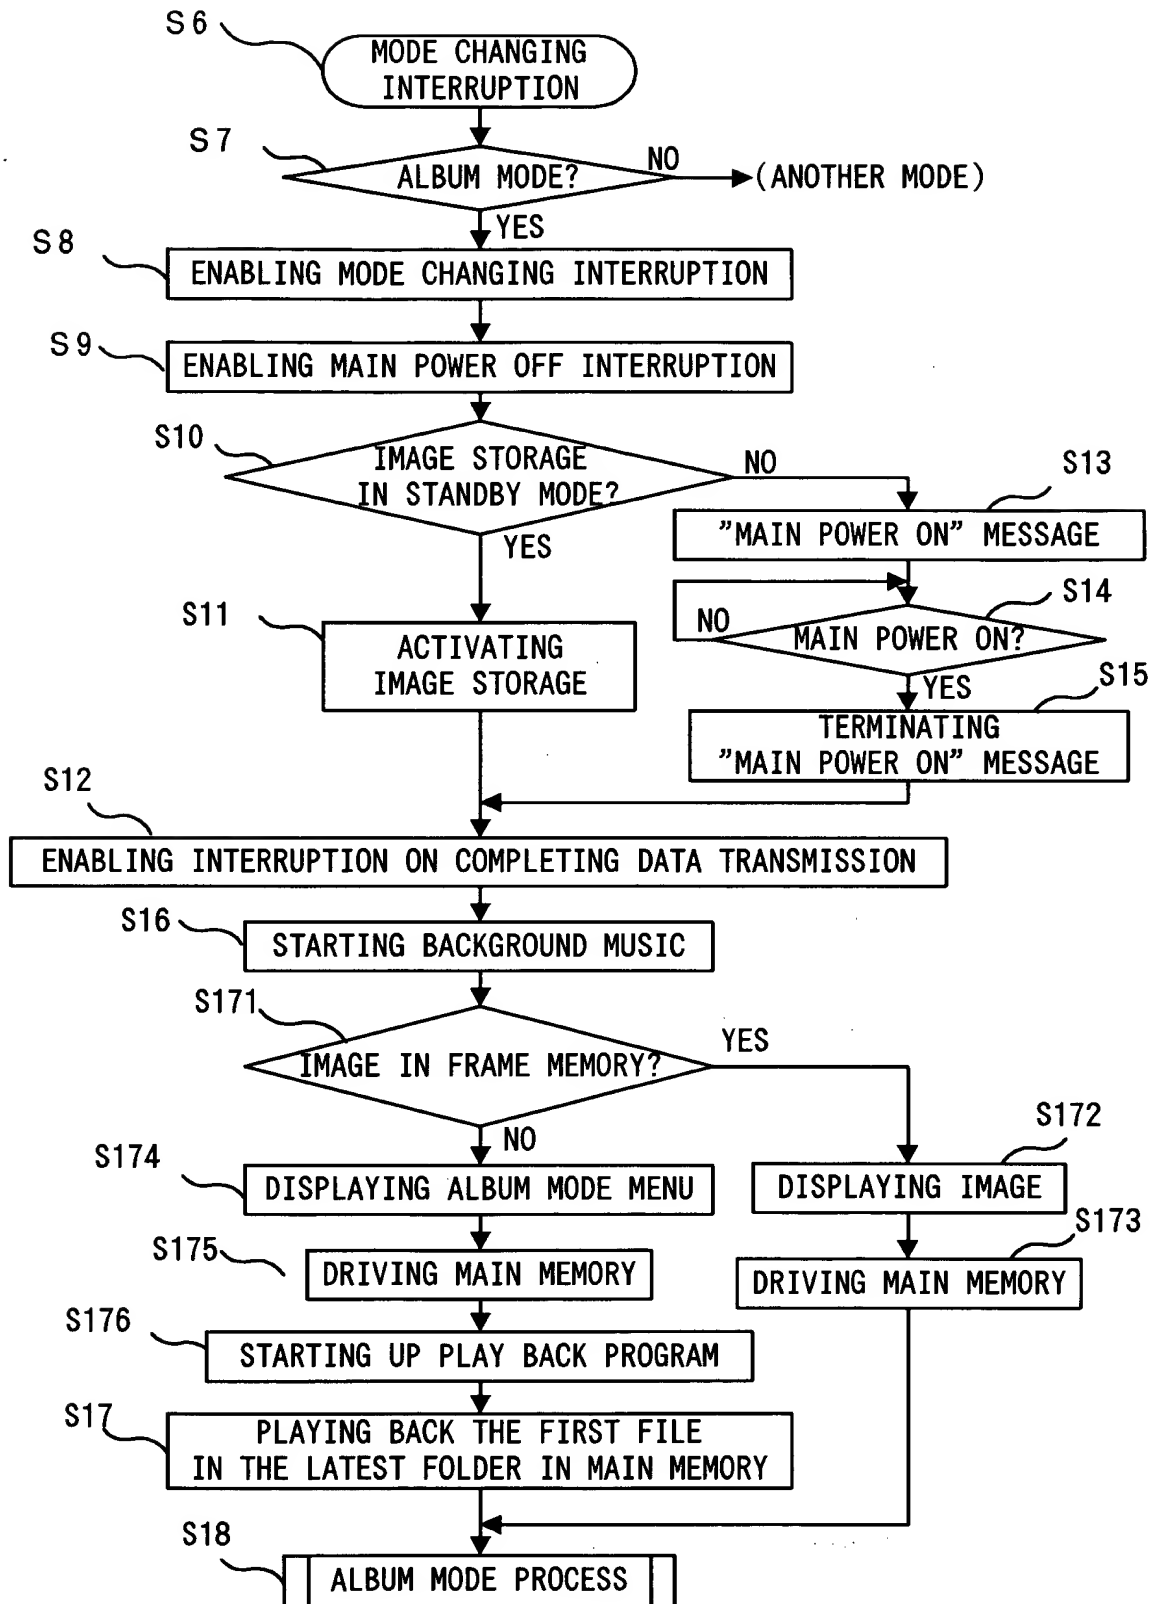 S6
MODE CHANGING
INTERRUPTION
S7
ALBUM MODE?
NO
(ANOTHER MODE)
YES
S8
ENABLING MODE CHANGING INTERRUPTION
S9
ENABLING MAIN POWER OFF INTERRUPTION
S10
IMAGE STORAGE
IN STANDBY MODE?
NO
YES
S13
"MAIN POWER ON" MESSAGE
S14
NO
MAIN POWER ON?
YES
S11
ACTIVATING
IMAGE STORAGE
S15
TERMINATING
"MAIN POWER ON" MESSAGE
S12
ENABLING INTERRUPTION ON COMPLETING DATA TRANSMISSION
S16
STARTING BACKGROUND MUSIC
S171
IMAGE IN FRAME MEMORY?
YES
NO
S172
DISPLAYING IMAGE
S173
DRIVING MAIN MEMORY
S174
DISPLAYING ALBUM MODE MENU
S175
DRIVING MAIN MEMORY
S176
STARTING UP PLAY BACK PROGRAM
S17
PLAYING BACK THE FIRST FILE
IN THE LATEST FOLDER IN MAIN MEMORY
S18
ALBUM MODE PROCESS